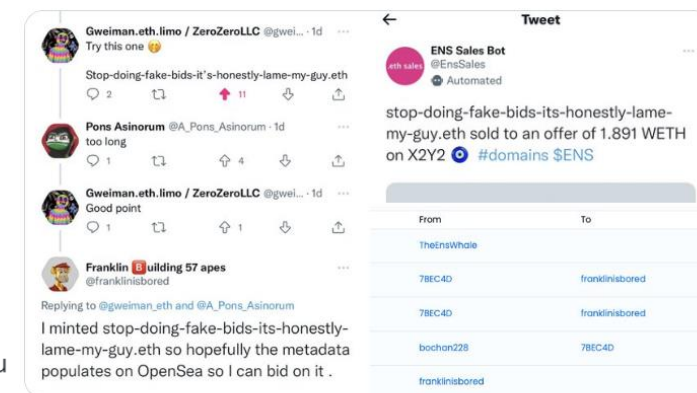 Gweiman.eth.limo / ZeroZeroLLC @gwei... · 1d
Try this one 🤭
Stop-doing-fake-bids-it's-honestly-lame-my-guy.eth
2 11
Pons Asinorum @A_Pons_Asinorum · 1d
too long
1 4
Gweiman.eth.limo / ZeroZeroLLC @gwei... · 1d
Good point
1 1
Franklin 🅱️uilding 57 apes
@franklinisbored
Replying to @gweiman_eth and @A_Pons_Asinorum
I minted stop-doing-fake-bids-its-honestly-
lame-my-guy.eth so hopefully the metadata
populates on OpenSea so I can bid on it .
u
Tweet
.eth sales
ENS Sales Bot
@EnsSales
Automated
stop-doing-fake-bids-its-honestly-lame-
my-guy.eth sold to an offer of 1.891 WETH
on X2Y2 🧿 #domains $ENS
From To
TheEnsWhale
7BEC4D franklinisbored
7BEC4D franklinisbored
bochan228 7BEC4D
franklinisbored